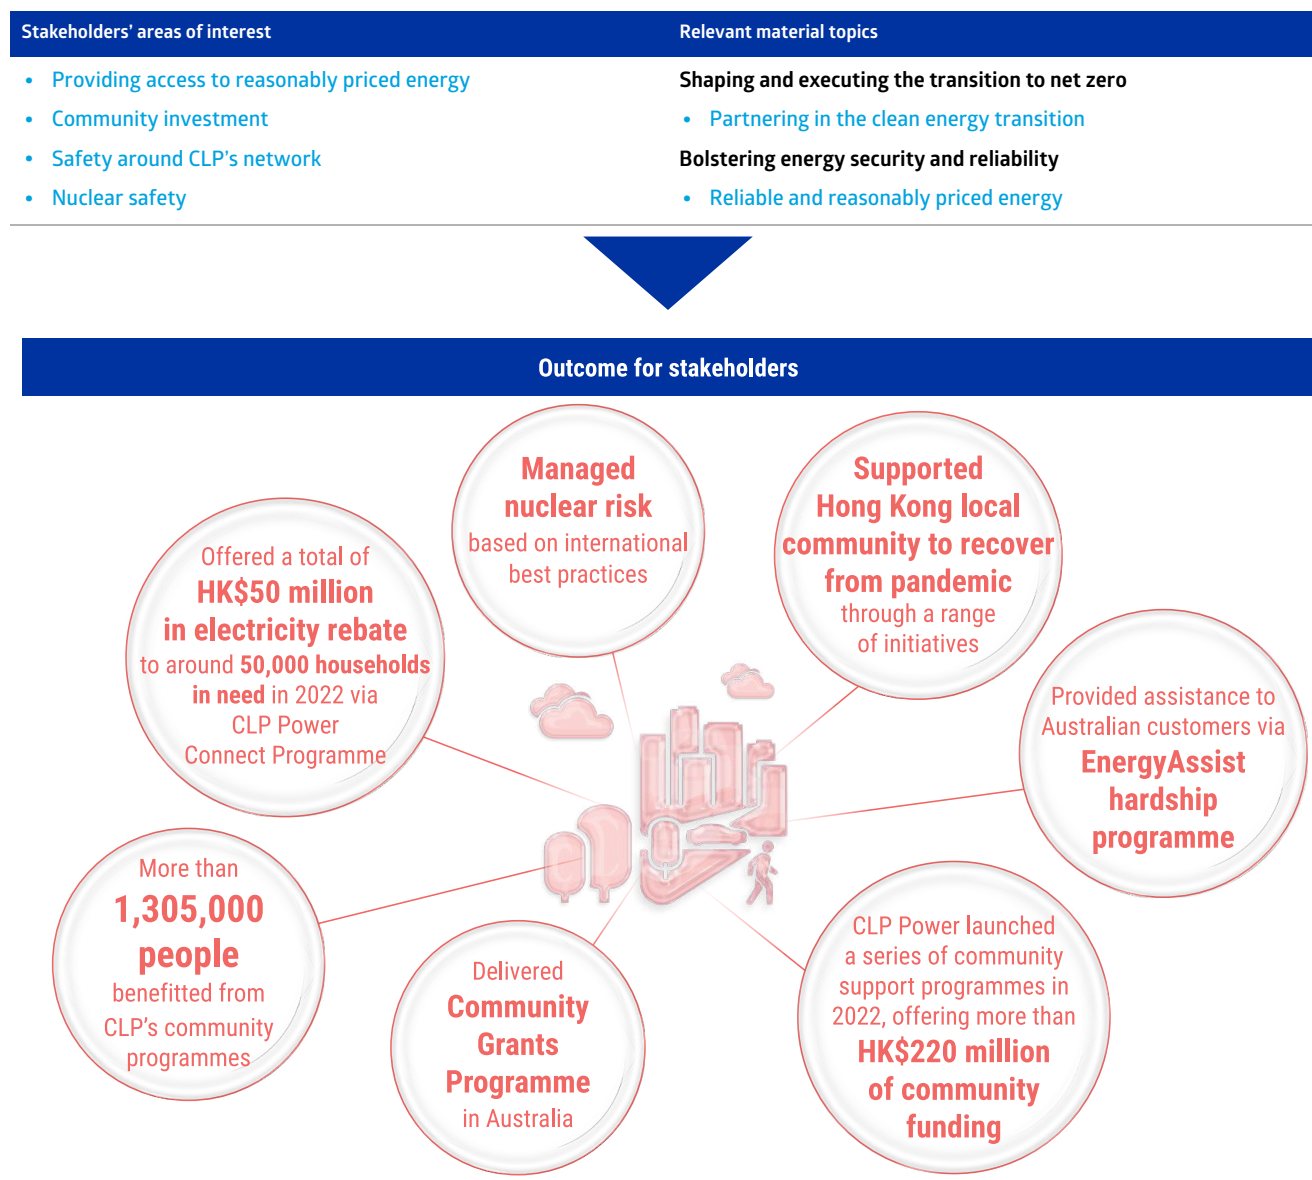 Stakeholders’ areas of interest
Relevant material topics
• Providing access to reasonably priced energy
• Community investment
• Safety around CLP’s network
• Nuclear safety
Shaping and executing the transition to net zero
• Partnering in the clean energy transition
Bolstering energy security and reliability
• Reliable and reasonably priced energy
Outcome for stakeholders
Managed
nuclear risk
based on international
best practices
Supported
Hong Kong local
community to recover
from pandemic
through a range
of initiatives
Offered a total of
HK$50 million
in electricity rebate
to around 50,000 households
in need in 2022 via
CLP Power
Connect Programme
Provided assistance to
Australian customers via
EnergyAssist
hardship
programme
More than
1,305,000
people
benefitted from
CLP’s community
programmes
Delivered
Community
Grants
Programme
in Australia
CLP Power launched
a series of community
support programmes in
2022, offering more than
HK$220 million
of community
funding